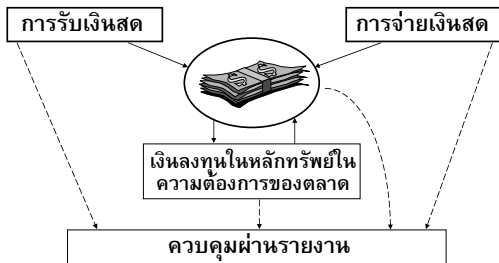 การรับเงินสด
การจ่ายเงินสด
เงินลงทุนในหลักทรัพย์ใน
ความต้องการของตลาด
ควบคุมผ่านรายงาน